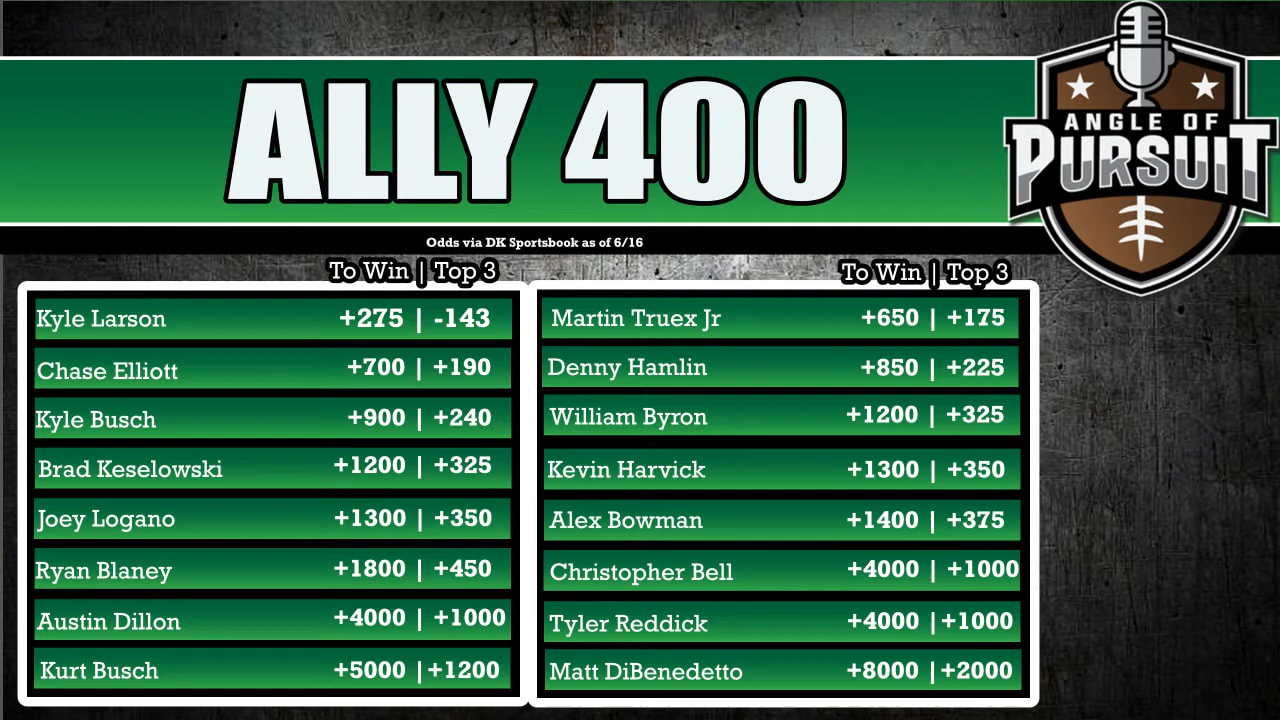 ALLY 400
ANGLE OF
PURSUIT
Odds via DK Sportsbook as of 6/16
To Win | Top 3
Kyle Larson +275 | -143
Chase Elliott +700 | +190
Kyle Busch +900 | +240
Brad Keselowski +1200 | +325
Joey Logano +1300 | +350
Ryan Blaney +1800 | +450
Austin Dillon +4000 | +1000
Kurt Busch +5000 | +1200
To Win | Top 3
Martin Truex Jr +650 | +175
Denny Hamlin +850 | +225
William Byron +1200 | +325
Kevin Harvick +1300 | +350
Alex Bowman +1400 | +375
Christopher Bell +4000 | +1000
Tyler Reddick +4000 | +1000
Matt DiBenedetto +8000 | +2000